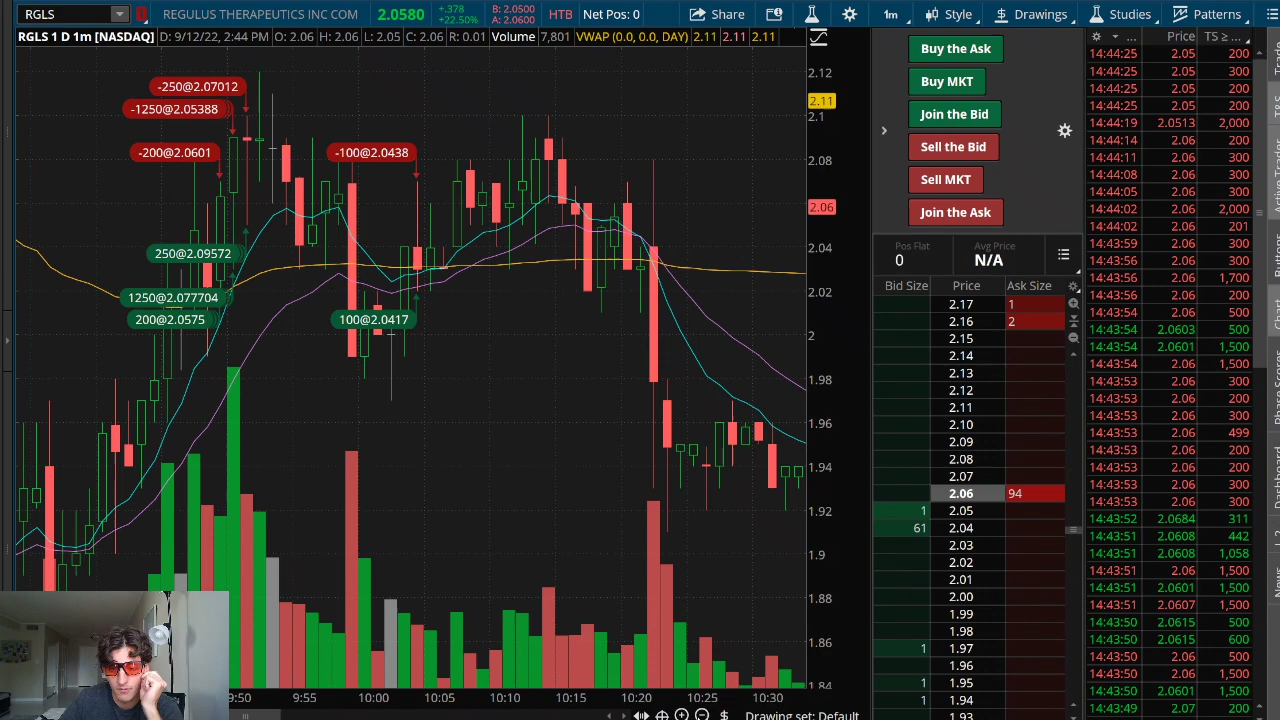 RGLS REGULUS THERAPEUTICS INC COM 2.0580 +.378 +22.50% B: 2.0500 A: 2.0600 HTB Net Pos: 0 Share 1m Style Drawings Studies Patterns
RGLS 1 D 1m [NASDAQ] D: 9/12/22, 2:44 PM O: 2.06 H: 2.06 L: 2.05 C: 2.06 R: 0.01 Volume 7,801 VWAP (0.0, 0.0, DAY) 2.11 2.11 2.11
-250@2.07012
-1250@2.05388
-200@2.0601
-100@2.0438
250@2.09572
1250@2.077704
200@2.0575
100@2.0417
2.12
2.11
2.1
2.08
2.06
2.04
2.02
2
1.98
1.96
1.94
1.92
1.9
1.88
1.86
1.84
9:50 9:55 10:00 10:05 10:10 10:15 10:20 10:25 10:30
Drawing set: Default
Buy the Ask
Buy MKT
Join the Bid
Sell the Bid
Sell MKT
Join the Ask
Pos Flat Avg Price
0 N/A
Bid Size Price Ask Size
2.17 1
2.16 2
2.15
2.14
2.13
2.12
2.11
2.10
2.09
2.08
2.07
2.06 94
1 2.05
61 2.04
2.03
2.02
2.01
2.00
1.99
1.98
1 1.97
1.96
1 1.95
1 1.94
1.93
... Price TS ≥ ...
14:44:25 2.05 200
14:44:25 2.05 300
14:44:25 2.05 200
14:44:25 2.05 200
14:44:19 2.0513 2,000
14:44:14 2.06 200
14:44:11 2.06 300
14:44:08 2.06 300
14:44:05 2.06 300
14:44:02 2.06 2,000
14:44:02 2.06 201
14:43:59 2.06 300
14:43:56 2.06 300
14:43:56 2.06 1,700
14:43:56 2.06 200
14:43:54 2.06 500
14:43:54 2.0603 500
14:43:54 2.0601 1,500
14:43:54 2.06 1,500
14:43:53 2.06 300
14:43:53 2.06 200
14:43:53 2.06 300
14:43:53 2.06 499
14:43:53 2.06 200
14:43:53 2.06 200
14:43:53 2.06 300
14:43:53 2.06 300
14:43:52 2.0684 311
14:43:51 2.0608 442
14:43:51 2.0608 1,058
14:43:51 2.06 1,500
14:43:51 2.0601 1,500
14:43:51 2.0607 1,500
14:43:50 2.0615 500
14:43:50 2.0615 600
14:43:50 2.06 500
14:43:50 2.0601 1,500
14:43:49 2.07 200
T&S
Active Trader
Buttons
Chart
Phase Scores
Dashboard
L 2
News